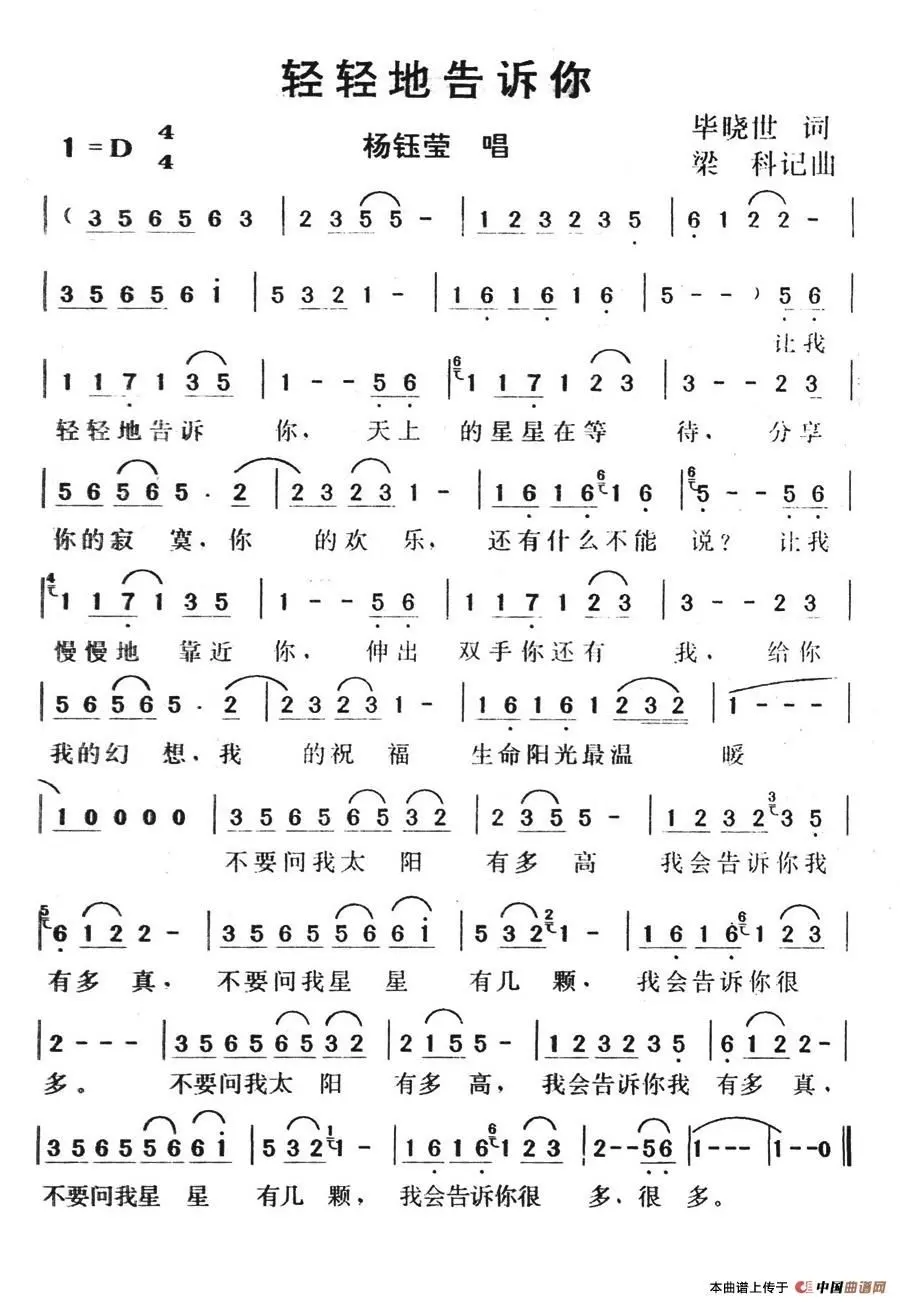 轻轻地告诉你
1=D 4/4 杨钰莹 唱 毕晓世 词
梁 科记曲
|（3 5 6 5 6 5 6 3 | 2 3 5 5 - | 1 2 3 2 3 2 3 5 | 6 1 2 2 - |
| 3 5 6 5 6 5 6 i | 5 3 2 1 - | 1 6 1 6 1 6 | 5 - - ）5 6 |
让我
| 1 1 7 1 3 5 | 1 - - 5 6 | 6 1 1 7 1 2 3 | 3 - - 2 3 |
轻轻地告诉 你， 天上 的星星在等 待， 分享
| 5 6 5 6 5 . 2 | 2 3 2 3 1 - | 1 6 1 6 6 1 6 | 6 5 - - 5 6 |
你的寂 寞，你 的欢 乐， 还有什么不能 说？ 让我
| 4 1 1 7 1 3 5 | 1 - - 5 6 | 1 1 7 1 2 3 | 3 - - 2 3 |
慢慢地 靠近 你， 伸出 双手你还有 我， 给你
| 5 6 5 6 5 . 2 | 2 3 2 3 1 - | 1 6 1 6 1 2 3 2 | 1 - - - |
我的幻 想，我 的祝 福 生命阳光最温 暖
| 1 0 0 0 0 | 3 5 6 5 6 5 3 2 | 2 3 5 5 - | 1 2 3 2 3 3 5 |
不要问我太 阳 有多高 我会告诉你我
| 5 6 1 2 2 - | 3 5 6 5 5 6 6 i | 5 3 2 2 1 - | 1 6 1 6 6 1 2 3 |
有多 真， 不要问我星 星 有几 颗， 我会告诉你很
| 2 - - - | 3 5 6 5 6 5 3 2 | 2 1 5 5 - | 1 2 3 2 3 5 | 6 1 2 2 - |
多。 不要问我太 阳 有多 高， 我会告诉你我 有多 真，
| 3 5 6 5 5 6 6 i | 5 3 2 1 1 - | 1 6 1 6 6 1 2 3 | 2 - - 5 6 | 1 - - - | 1 - - 0 ‖
不要问我星 星 有几 颗， 我会告诉你很 多，很 多。
本曲谱上传于 中国曲谱网